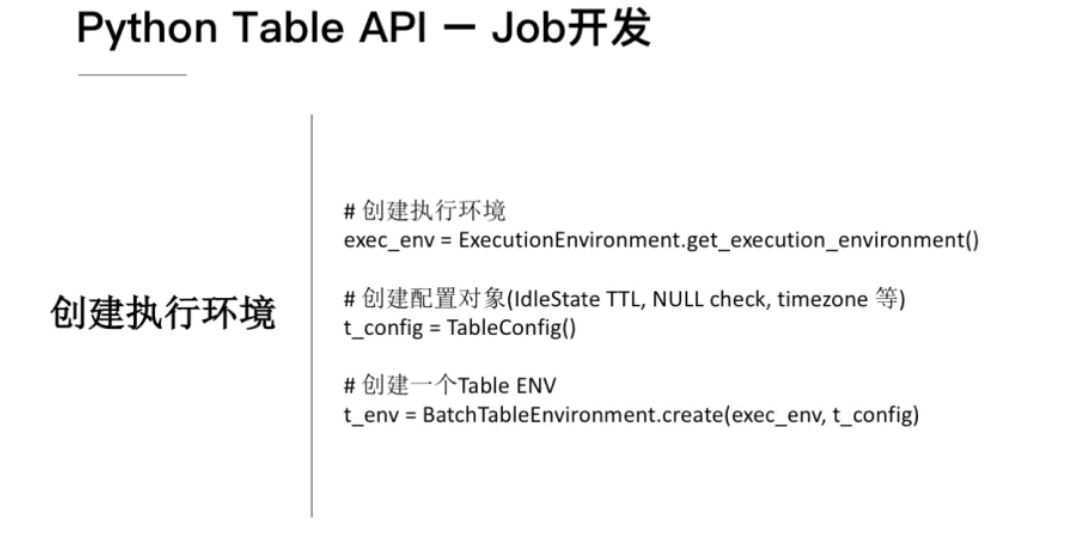 Python Table API — Job开发
创建执行环境
# 创建执行环境
exec_env = ExecutionEnvironment.get_execution_environment()
# 创建配置对象(IdleState TTL, NULL check, timezone 等)
t_config = TableConfig()
# 创建一个Table ENV
t_env = BatchTableEnvironment.create(exec_env, t_config)